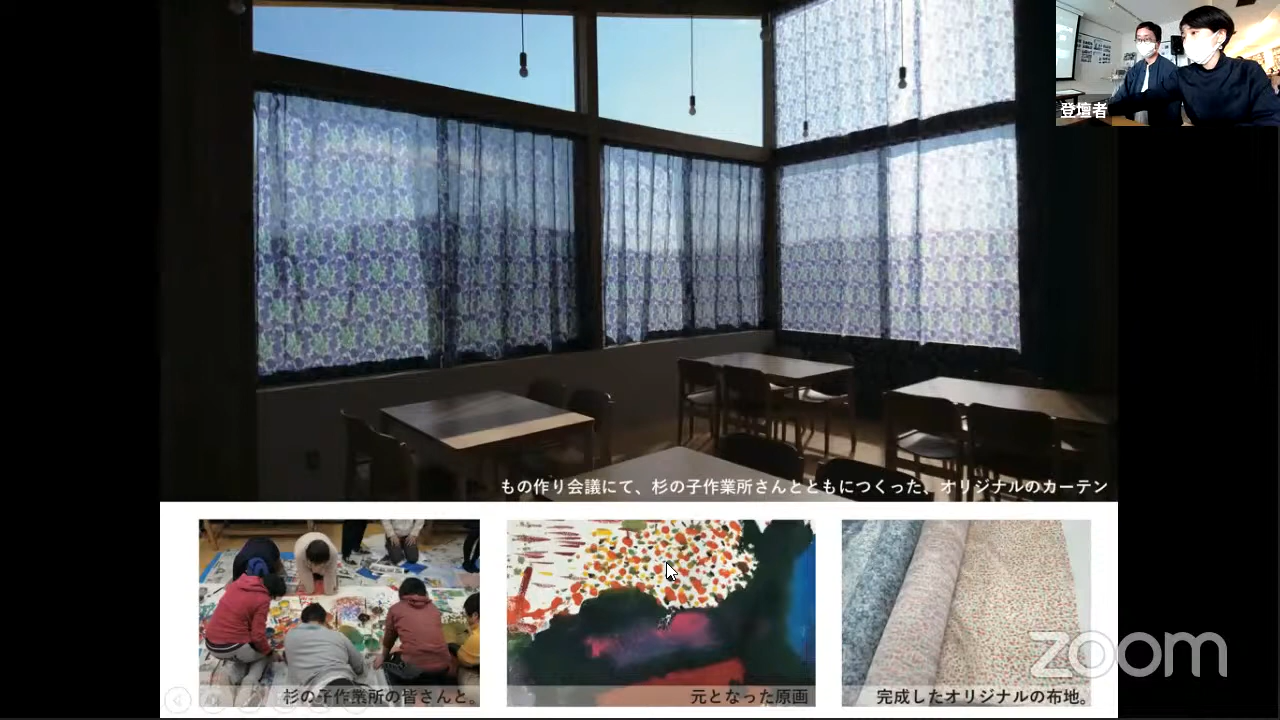 登壇者
もの作り会議にて、杉の子作業所さんとともにつくった、オリジナルのカーテン
杉の子作業所の皆さんと。
元となった原画
完成したオリジナルの布地。
zoom